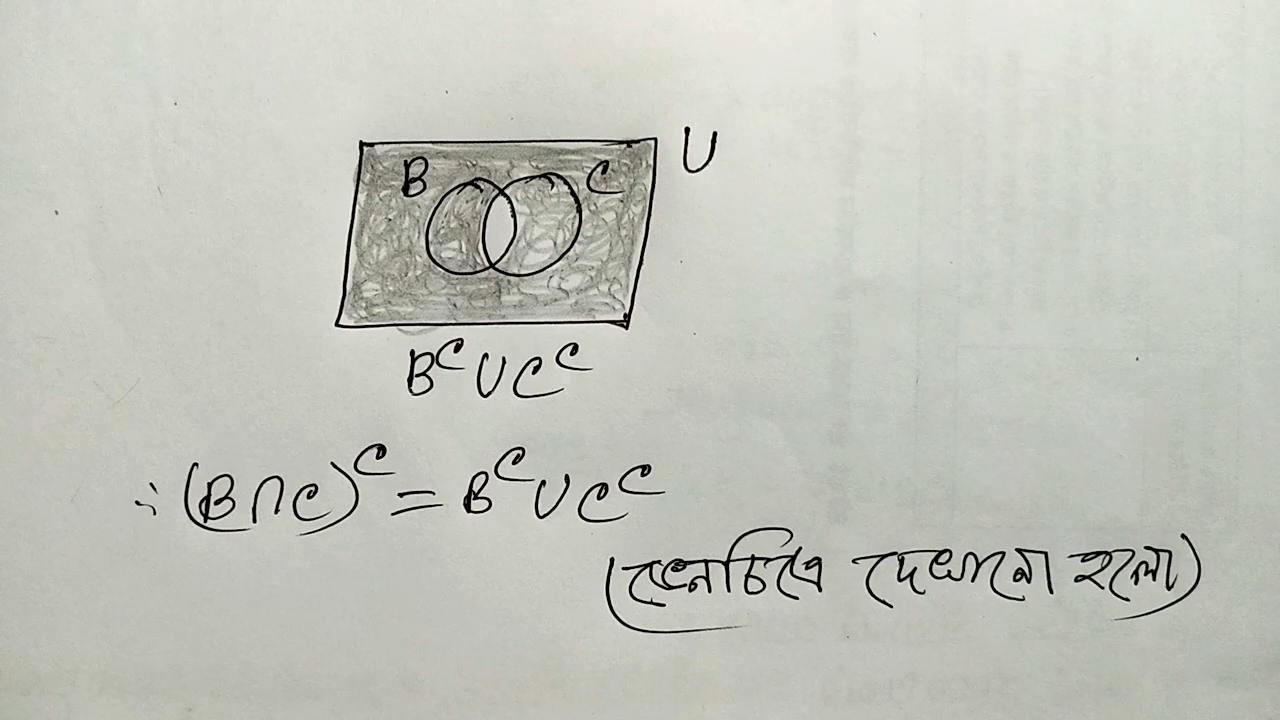 U
B C
B^C ∪ C^C
∴ (B∩C)^C = B^C ∪ C^C
(ভেনচিত্রে দেখানো হলো)